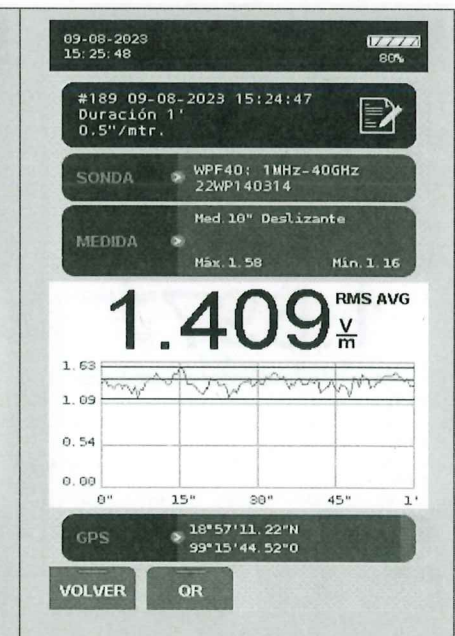 09-08-2023
15:25:48
80%
#189 09-08-2023 15:24:47
Duración 1'
0.5"/mtr.
SONDA
WPF40: 1MHz-40GHz
22WP140314
MEDIDA
Med.10" Deslizante
Máx.1.58 Mín.1.16
1.409 RMS AVG V/m
1.63
1.09
0.54
0.00
0" 15" 30" 45" 1'
GPS
18°57'11.22"N
99°15'44.52"O
VOLVER QR